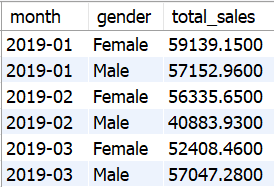 month gender total_sales
2019-01 Female 59139.1500
2019-01 Male 57152.9600
2019-02 Female 56335.6500
2019-02 Male 40883.9300
2019-03 Female 52408.4600
2019-03 Male 57047.2800